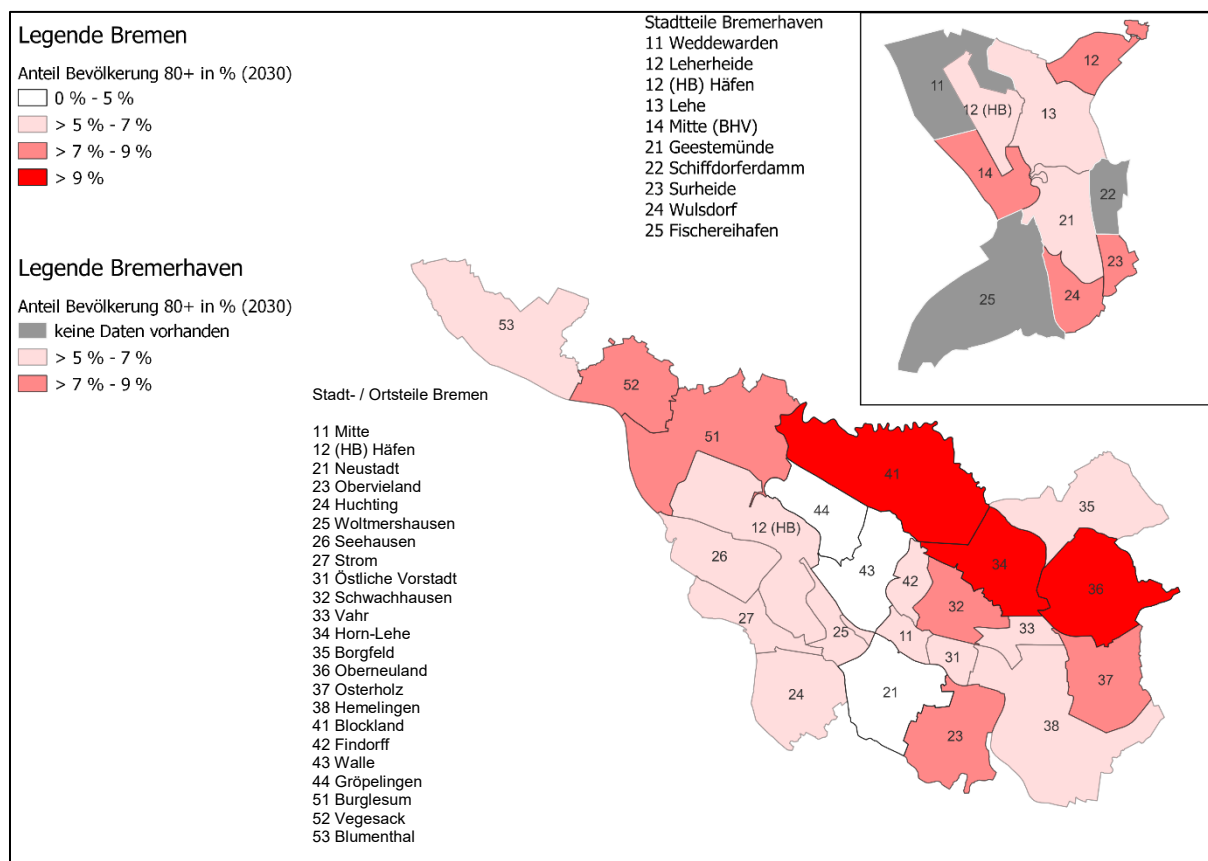 Legende Bremen
Anteil Bevölkerung 80+ in % (2030)
0 % - 5 %
> 5 % - 7 %
> 7 % - 9 %
> 9 %
Legende Bremerhaven
Anteil Bevölkerung 80+ in % (2030)
keine Daten vorhanden
> 5 % - 7 %
> 7 % - 9 %
Stadtteile Bremerhaven
11 Weddewarden
12 Leherheide
12 (HB) Häfen
13 Lehe
14 Mitte (BHV)
21 Geestemünde
22 Schiffdorferdamm
23 Surheide
24 Wulsdorf
25 Fischereihafen
12
11
12 (HB)
13
14
22
21
23
24
25
Stadt- / Ortsteile Bremen
11 Mitte
12 (HB) Häfen
21 Neustadt
23 Obervieland
24 Huchting
25 Woltmershausen
26 Seehausen
27 Strom
31 Östliche Vorstadt
32 Schwachhausen
33 Vahr
34 Horn-Lehe
35 Borgfeld
36 Oberneuland
37 Osterholz
38 Hemelingen
41 Blockland
42 Findorff
43 Walle
44 Gröpelingen
51 Burglesum
52 Vegesack
53 Blumenthal
53
52
51
41
35
44
12 (HB)
26
43
34
42
36
32
27
25
11
33
31
37
24
21
38
23